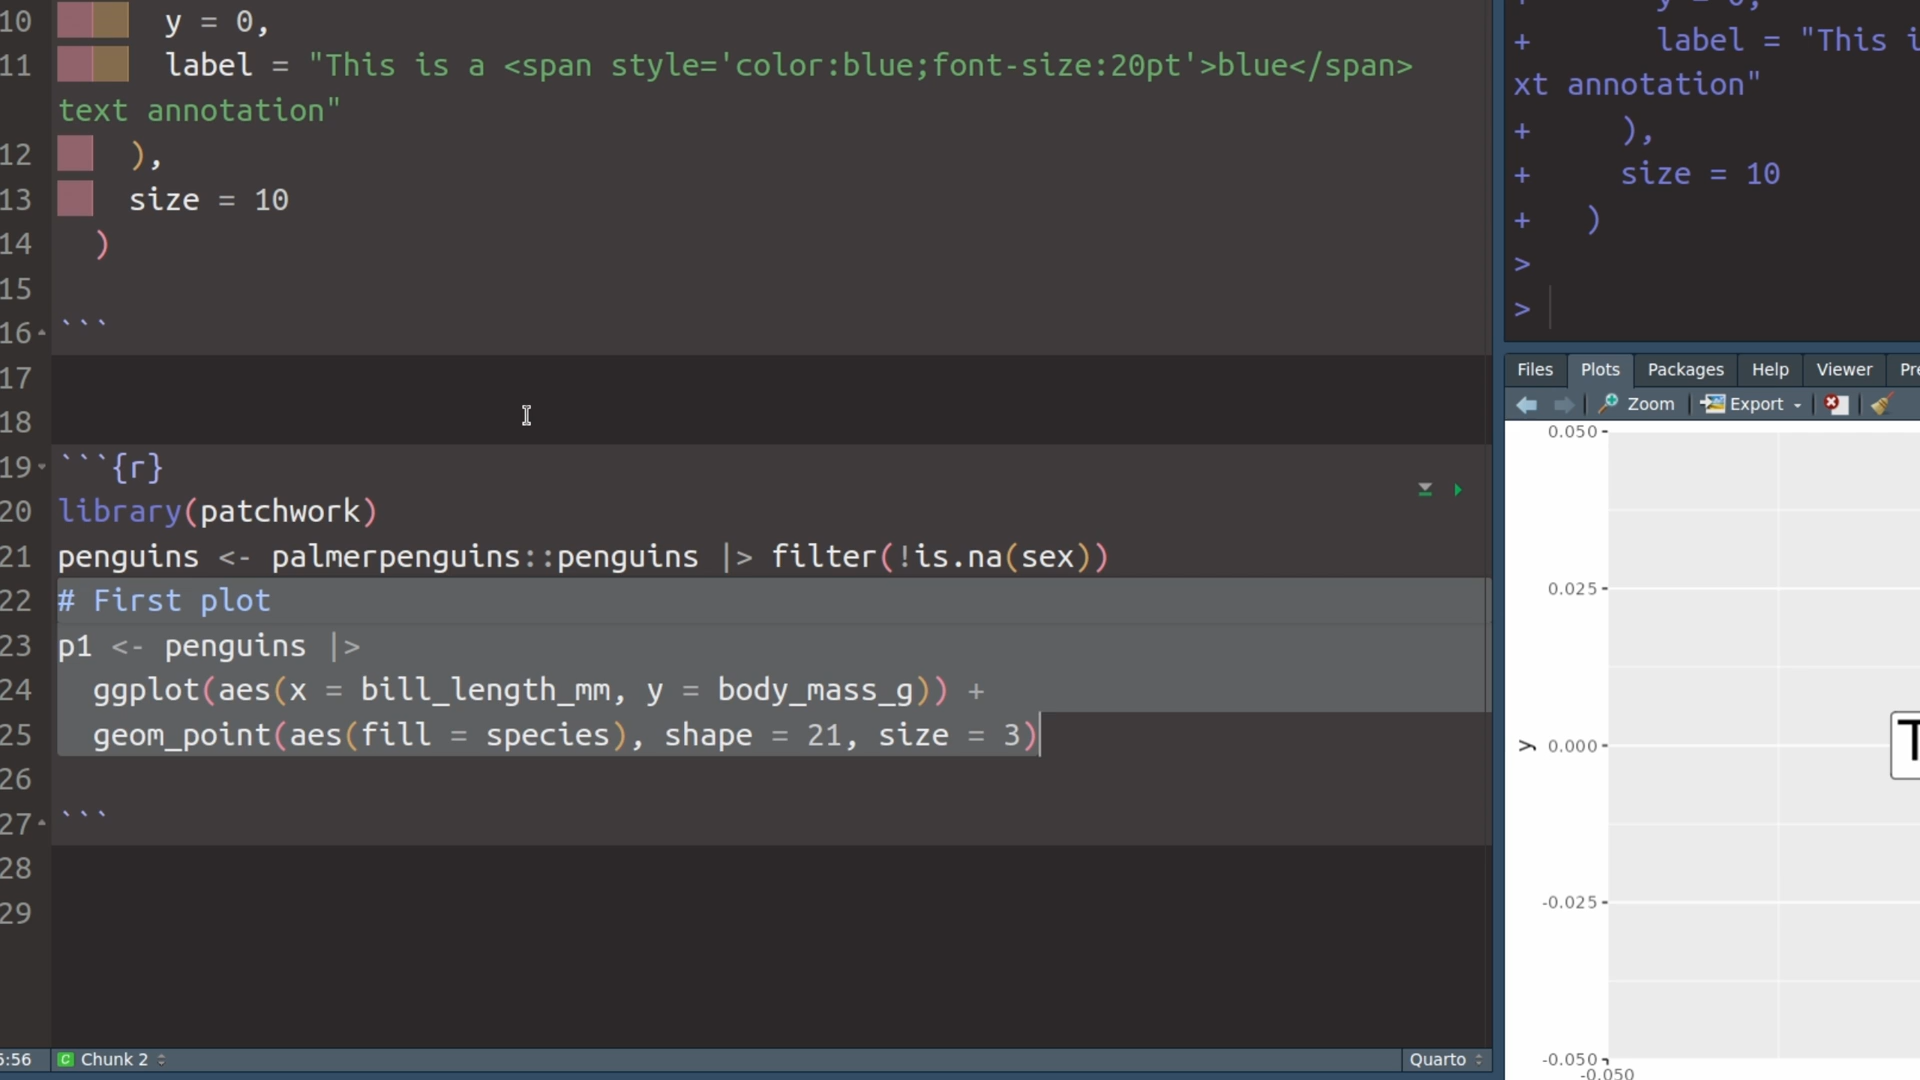 10 y = 0,
11 label = "This is a <span style='color:blue;font-size:20pt'>blue</span>
text annotation"
12 ),
13 size = 10
14 )
15
16 ```
17
18
19 ```{r}
20 library(patchwork)
21 penguins <- palmerpenguins::penguins |> filter(!is.na(sex))
22 # First plot
23 p1 <- penguins |>
24 ggplot(aes(x = bill_length_mm, y = body_mass_g)) +
25 geom_point(aes(fill = species), shape = 21, size = 3)
26
27 ```
28
29
5:56 C Chunk 2 Quarto
+ y = 0,
+ label = "This i
xt annotation"
+ ),
+ size = 10
+ )
>
>
Files Plots Packages Help Viewer Pre
Zoom Export
0.050
0.025
y 0.000
T
-0.025
-0.050
-0.050